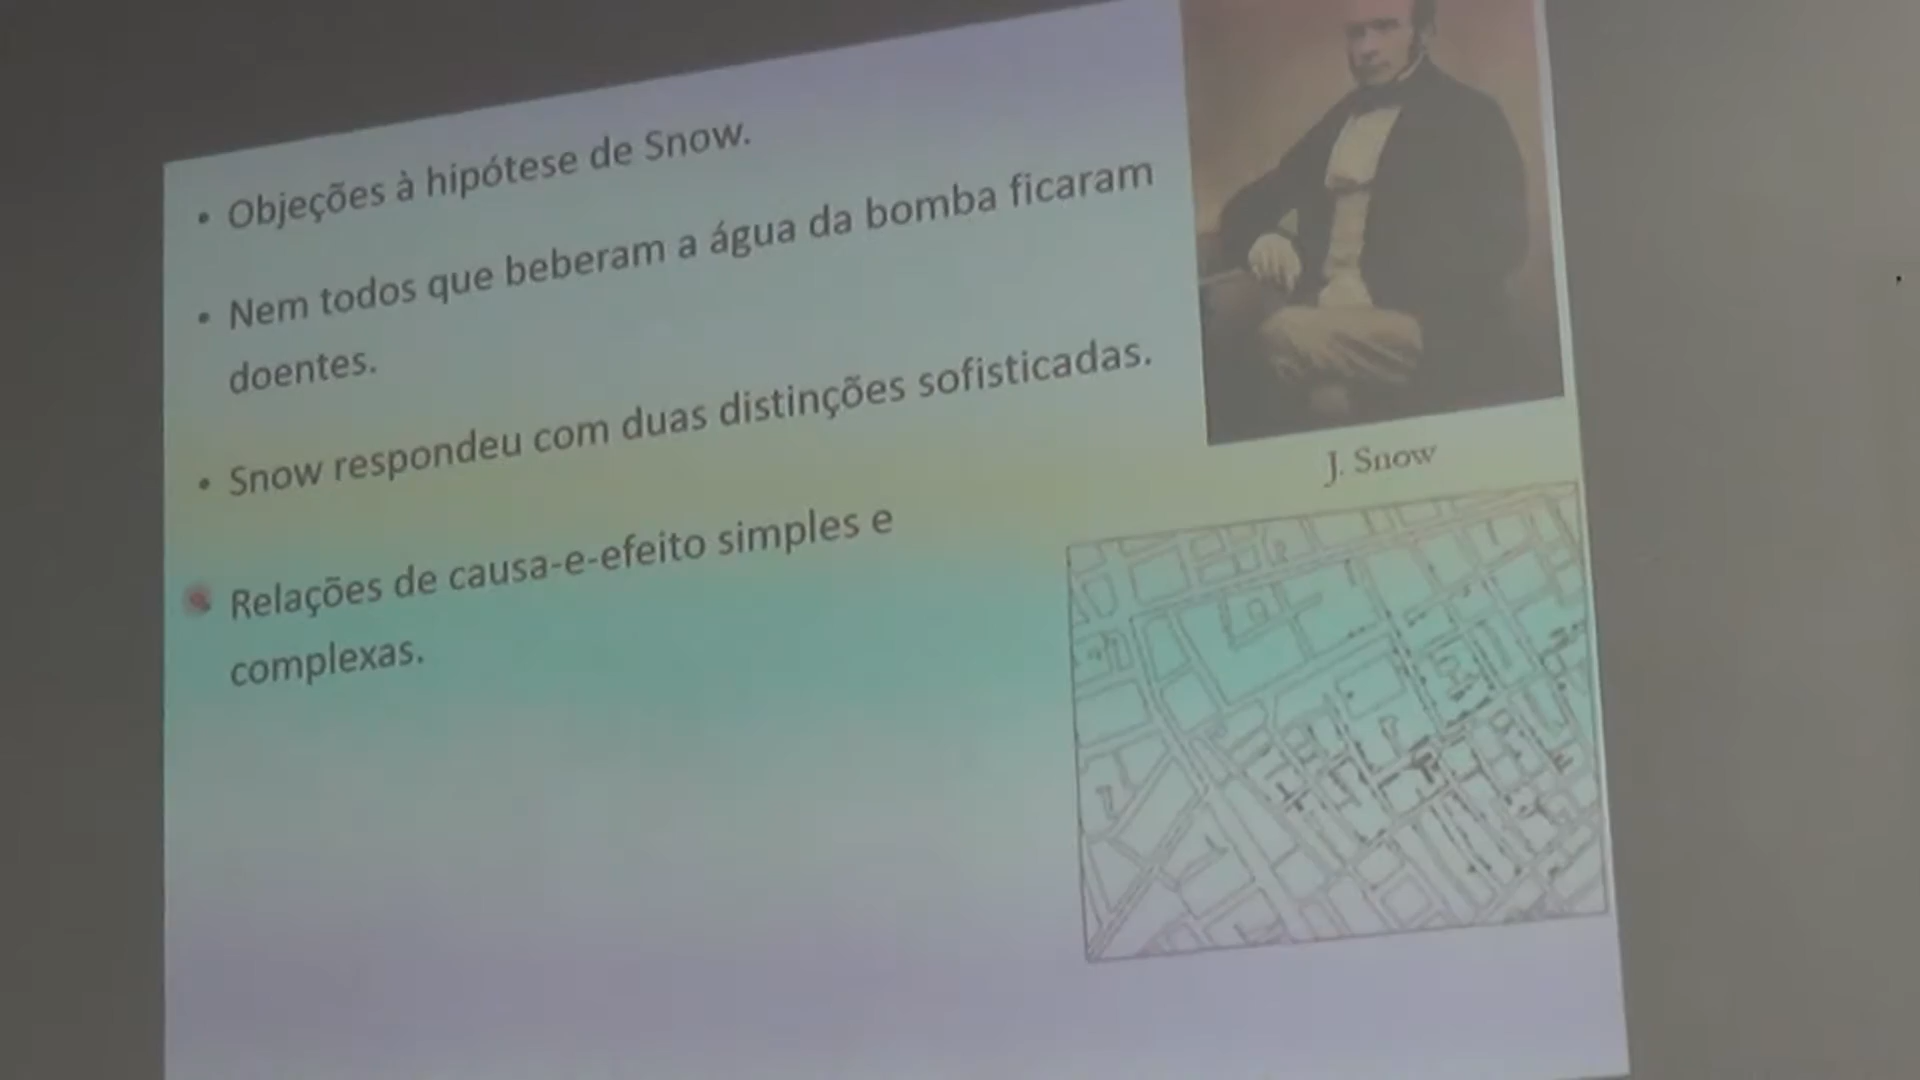 • Objeções à hipótese de Snow.
• Nem todos que beberam a água da bomba ficaram
doentes.
• Snow respondeu com duas distinções sofisticadas.
• Relações de causa-e-efeito simples e
complexas.
J. Snow